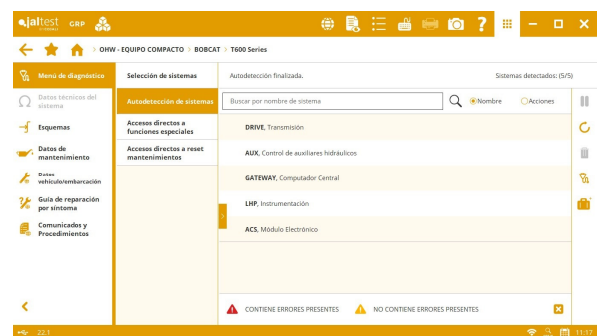 jaltest GRP
OHW - EQUIPO COMPACTO > BOBCAT > T600 Series
Menú de diagnóstico
Datos técnicos del
sistema
Esquemas
Datos de
mantenimiento
Datos
vehículo/embarcación
Guía de reparación
por síntoma
Comunicados y
Procedimientos
Selección de sistemas
Autodetección de sistemas
Accesos directos a
funciones especiales
Accesos directos a reset
mantenimientos
Autodetección finalizada. Sistemas detectados: (5/5)
Buscar por nombre de sistema Nombre Acciones
DRIVE, Transmisión
AUX, Control de auxiliares hidráulicos
GATEWAY, Computador Central
LHP, Instrumentación
ACS, Módulo Electrónico
CONTIENE ERRORES PRESENTES NO CONTIENE ERRORES PRESENTES
22.1 11:17